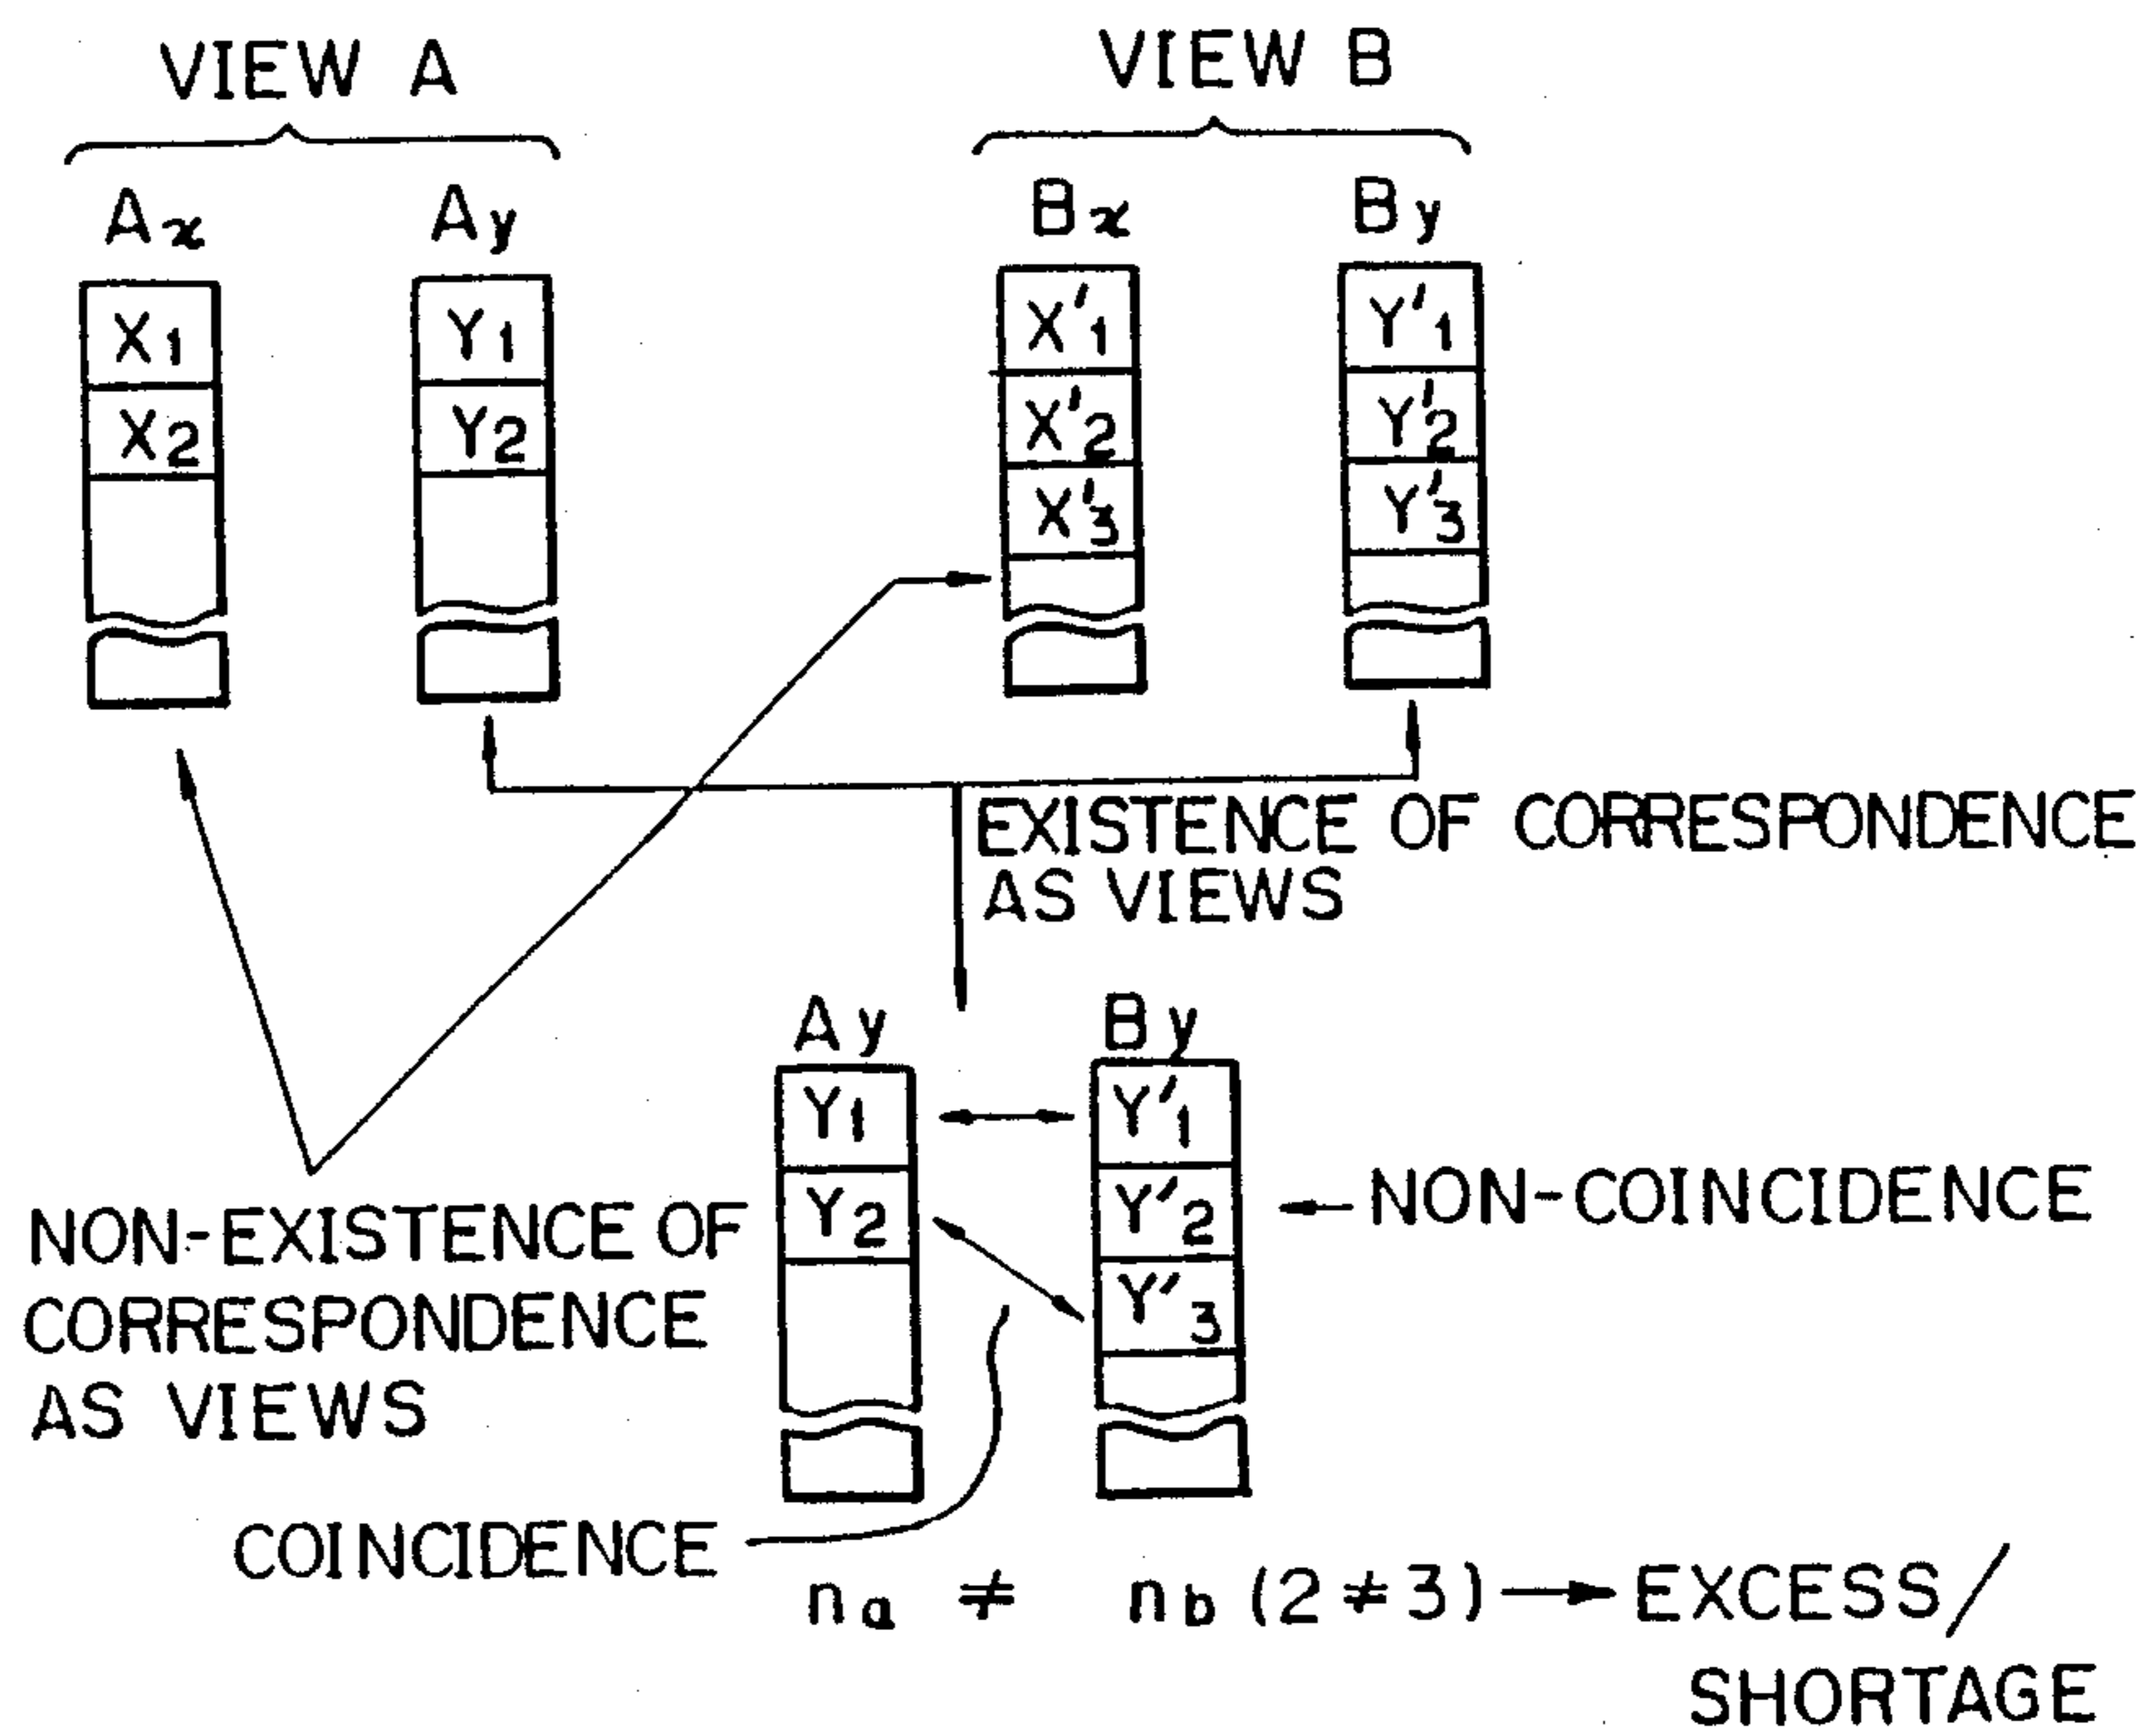 VIEW A
VIEW B
Ax
Ay
Bx
By
X1
Y1
X'1
Y'1
X2
Y2
X'2
Y'2
X'3
Y'3
EXISTENCE OF CORRESPONDENCE
AS VIEWS
Ay
By
Y1
Y'1
Y2
Y'2
NON-COINCIDENCE
Y'3
NON-EXISTENCE OF
CORRESPONDENCE
AS VIEWS
COINCIDENCE
na ≠ nb (2≠3) → EXCESS/
SHORTAGE